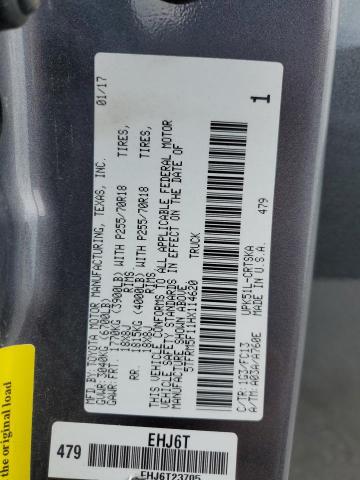 MFD.BY:TOYOTA MOTOR MANUFACTURING, TEXAS, INC. 01/17
GVWR:3040KG(6700LB)
GAWR:FRT. 1770KG (3900LB) WITH P255/70R18 TIRES,
18X8J RIMS
RR. 1815KG (4000LB) WITH P255/70R18 TIRES,
18X8J RIMS
THIS VEHICLE CONFORMS TO ALL APPLICABLE FEDERAL MOTOR
VEHICLE SAFETY STANDARDS IN EFFECT ON THE DATE OF
MANUFACTURE SHOWN ABOVE.
5TFRM5F11HX114620 TRUCK
UPK51L-CRTSKA 479 1
C/TR:1G3/FC13 MADE IN U.S.A.
A/TM:A03A/A760E
the original load
479
EHJ6T
EHJ6T23705